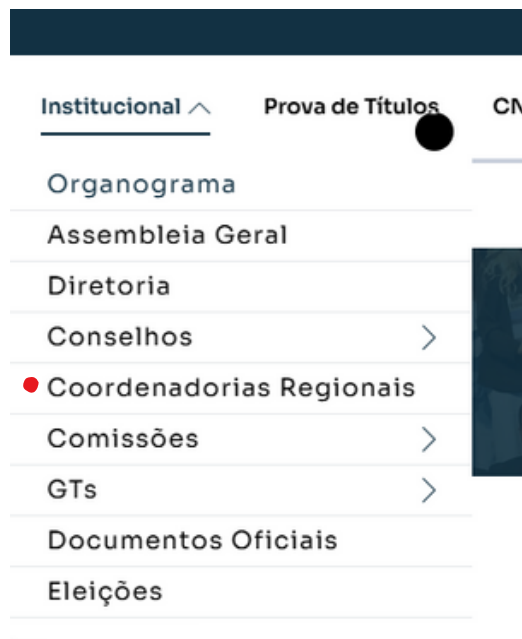 Institucional Prova de Títulos
Organograma
Assembleia Geral
Diretoria
Conselhos
Coordenadorias Regionais
Comissões
GTs
Documentos Oficiais
Eleições